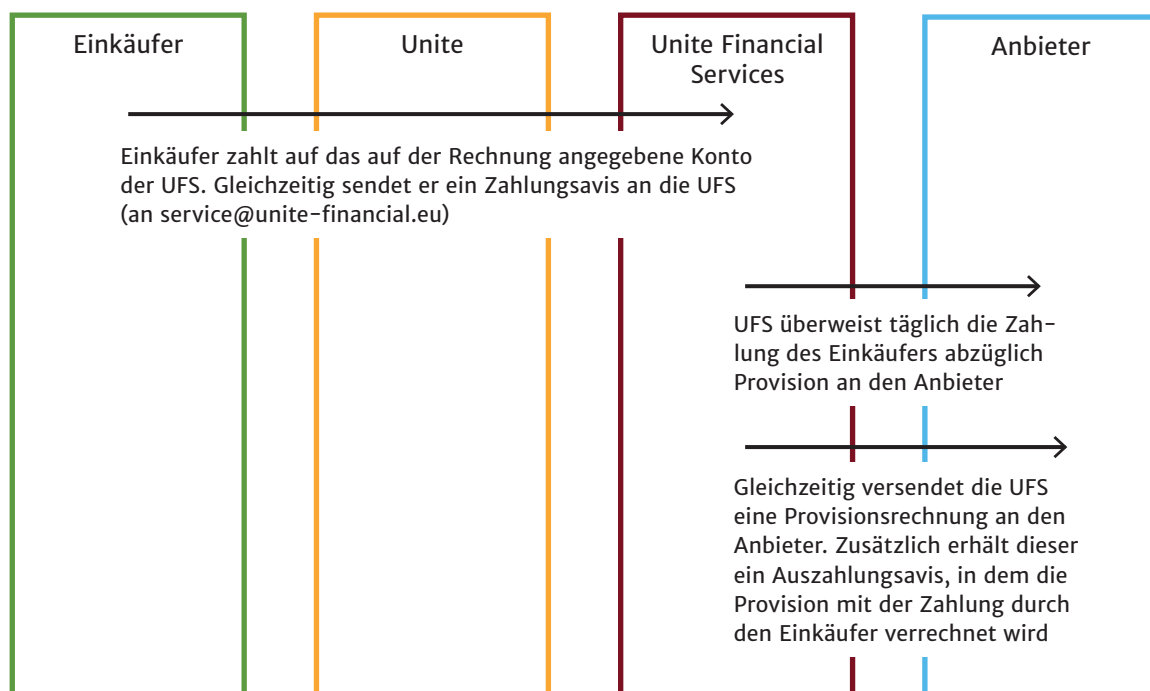 Einkäufer
Unite
Unite Financial
Services
Anbieter
Einkäufer zahlt auf das auf der Rechnung angegebene Konto
der UFS. Gleichzeitig sendet er ein Zahlungsavis an die UFS
(an service@unite-financial.eu)
UFS überweist täglich die Zah-
lung des Einkäufers abzüglich
Provision an den Anbieter
Gleichzeitig versendet die UFS
eine Provisionsrechnung an den
Anbieter. Zusätzlich erhält dieser
ein Auszahlungsavis, in dem die
Provision mit der Zahlung durch
den Einkäufer verrechnet wird